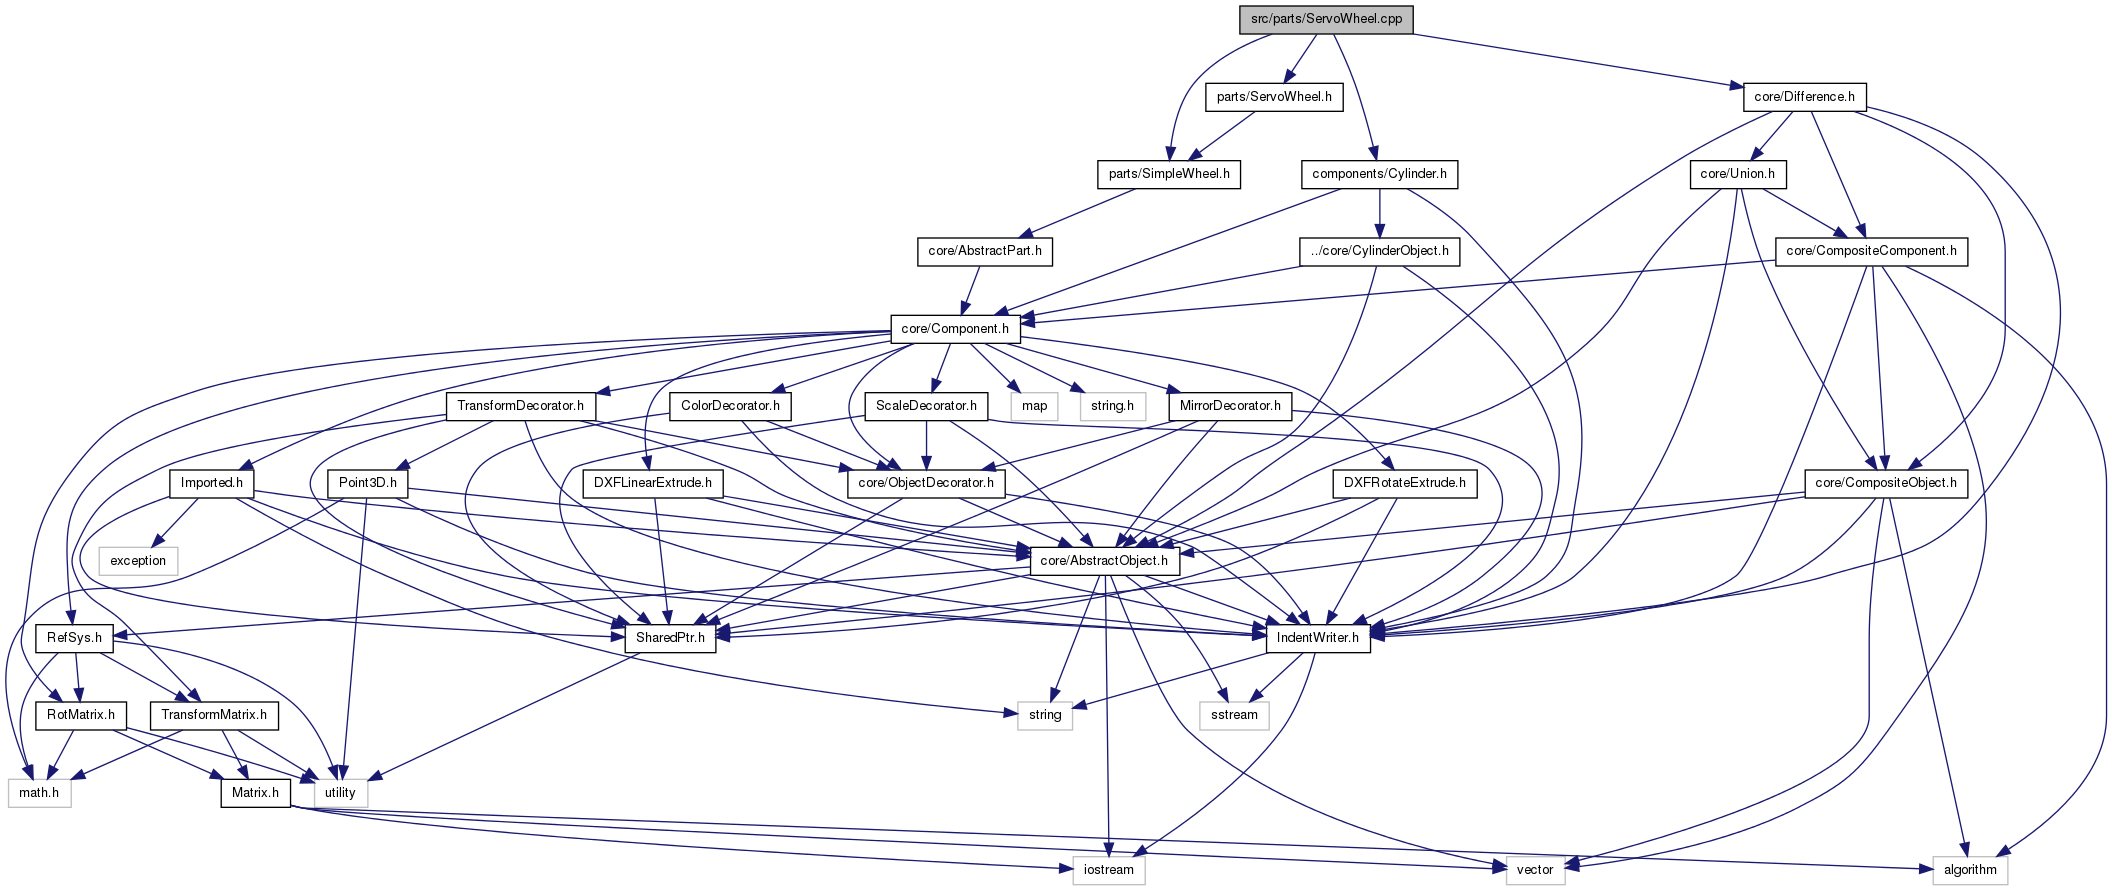 src/parts/ServoWheel.cpp
parts/ServoWheel.h
core/Difference.h
parts/SimpleWheel.h
components/Cylinder.h
core/Union.h
core/AbstractPart.h
../core/CylinderObject.h
core/CompositeComponent.h
core/Component.h
TransformDecorator.h
ColorDecorator.h
ScaleDecorator.h
map
string.h
MirrorDecorator.h
Imported.h
Point3D.h
DXFLinearExtrude.h
core/ObjectDecorator.h
DXFRotateExtrude.h
core/CompositeObject.h
exception
core/AbstractObject.h
RefSys.h
SharedPtr.h
IndentWriter.h
RotMatrix.h
TransformMatrix.h
string
sstream
math.h
Matrix.h
utility
iostream
vector
algorithm